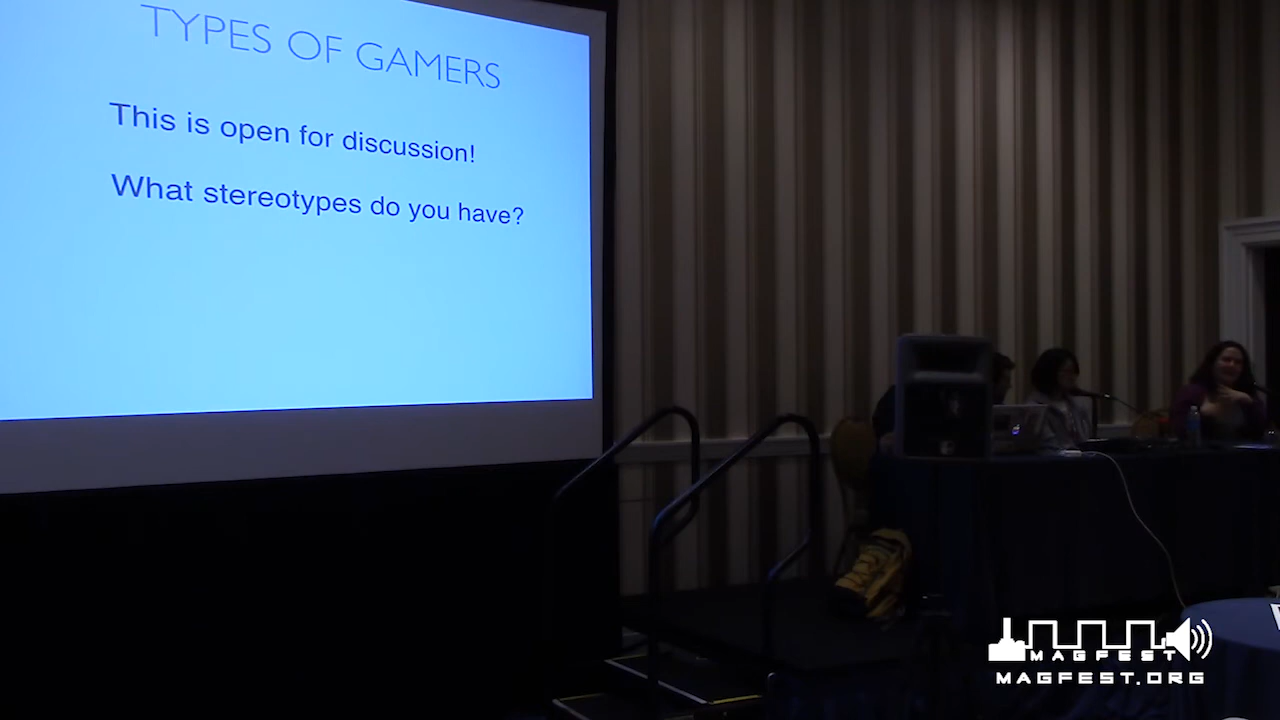 TYPES OF GAMERS
This is open for discussion!
What stereotypes do you have?
MAGFEST
MAGFEST.ORG